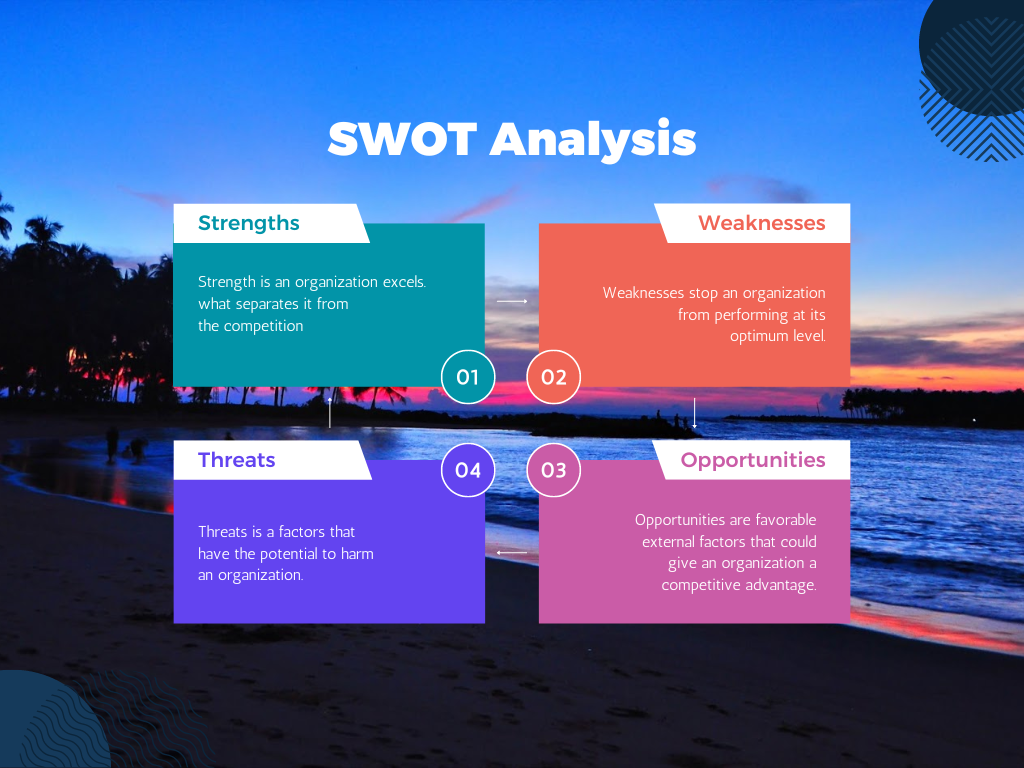 SWOT Analysis
Strengths
Strength is an organization excels.
what separates it from
the competition
01
Weaknesses
Weaknesses stop an organization
from performing at its
optimum level.
02
Opportunities
03
Opportunities are favorable
external factors that could
give an organization a
competitive advantage.
Threats
04
Threats is a factors that
have the potential to harm
an organization.